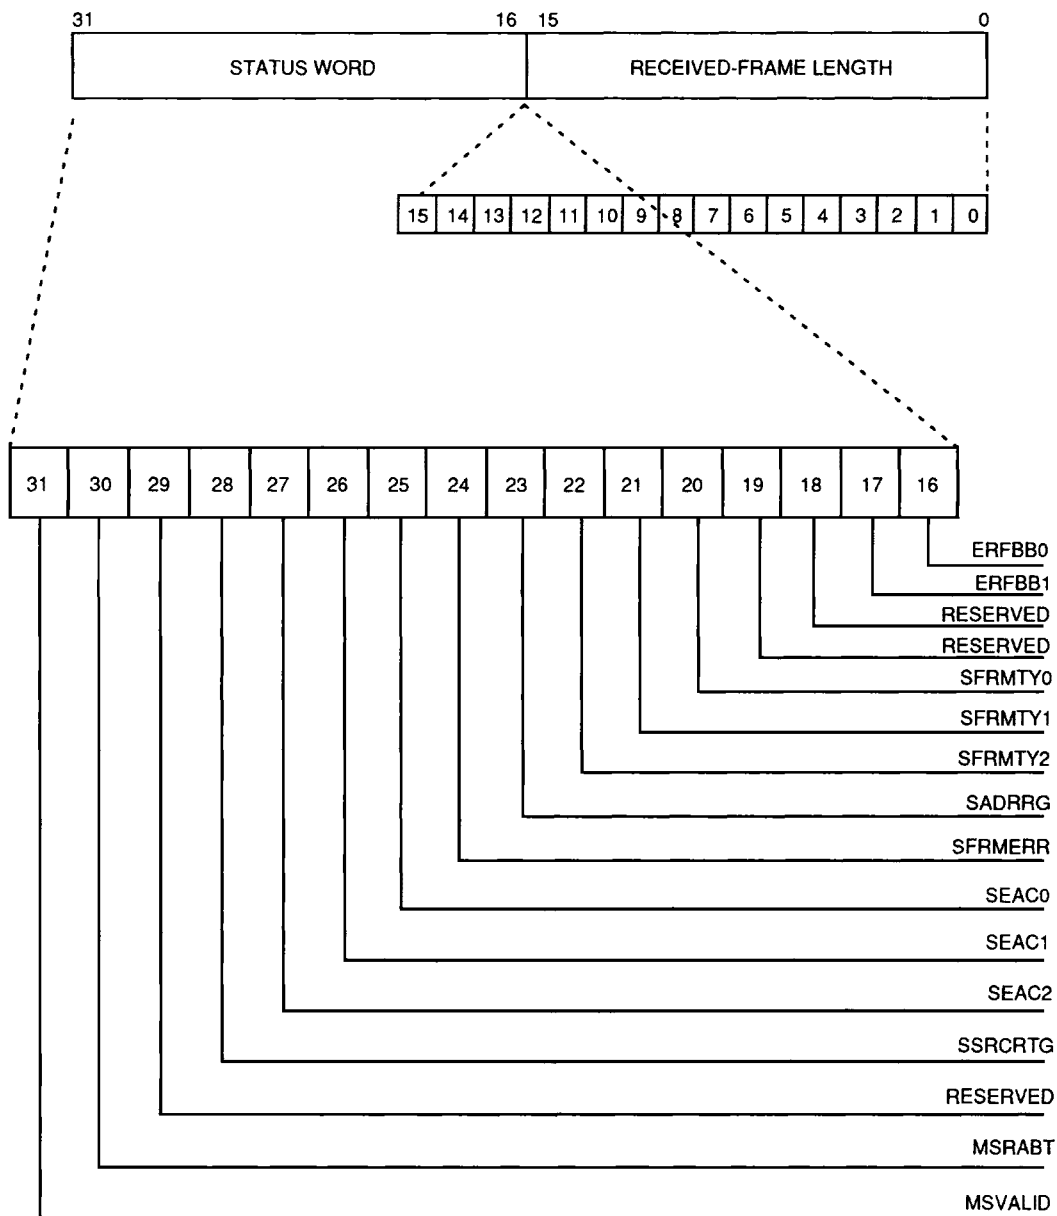 31 16 15 0
STATUS WORD RECEIVED-FRAME LENGTH
15 14 13 12 11 10 9 8 7 6 5 4 3 2 1 0
31 30 29 28 27 26 25 24 23 22 21 20 19 18 17 16
ERFBB0
ERFBB1
RESERVED
RESERVED
SFRMTY0
SFRMTY1
SFRMTY2
SADRRG
SFRMERR
SEAC0
SEAC1
SEAC2
SSRCRTG
RESERVED
MSRABT
MSVALID